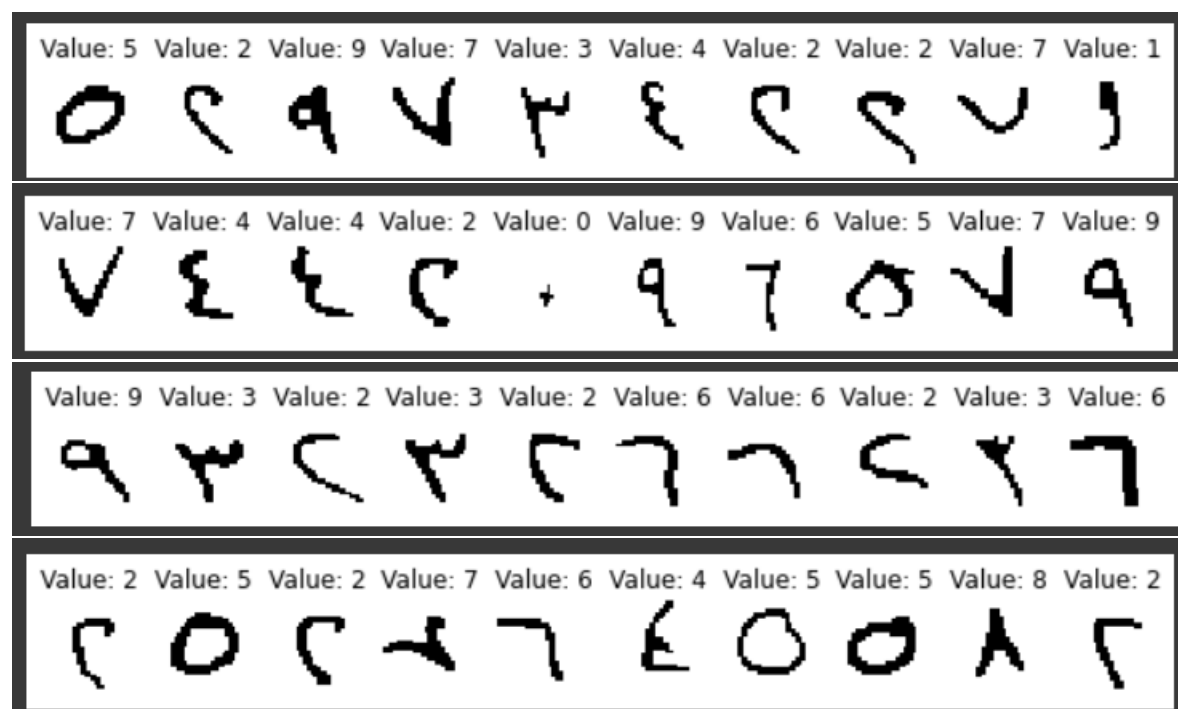 Value: 5 Value: 2 Value: 9 Value: 7 Value: 3 Value: 4 Value: 2 Value: 2 Value: 7 Value: 1
٥ ٢ ٩ ٧ ٣ ٤ ٢ ٢ ٧ ١
Value: 7 Value: 4 Value: 4 Value: 2 Value: 0 Value: 9 Value: 6 Value: 5 Value: 7 Value: 9
٧ ٤ ٤ ٢ ٠ ٩ ٦ ٥ ٧ ٩
Value: 9 Value: 3 Value: 2 Value: 3 Value: 2 Value: 6 Value: 6 Value: 2 Value: 3 Value: 6
٩ ٣ ٢ ٣ ٢ ٦ ٦ ٢ ٣ ٦
Value: 2 Value: 5 Value: 2 Value: 7 Value: 6 Value: 4 Value: 5 Value: 5 Value: 8 Value: 2
٢ ٥ ٢ ٧ ٦ ٤ ٥ ٥ ٨ ٢